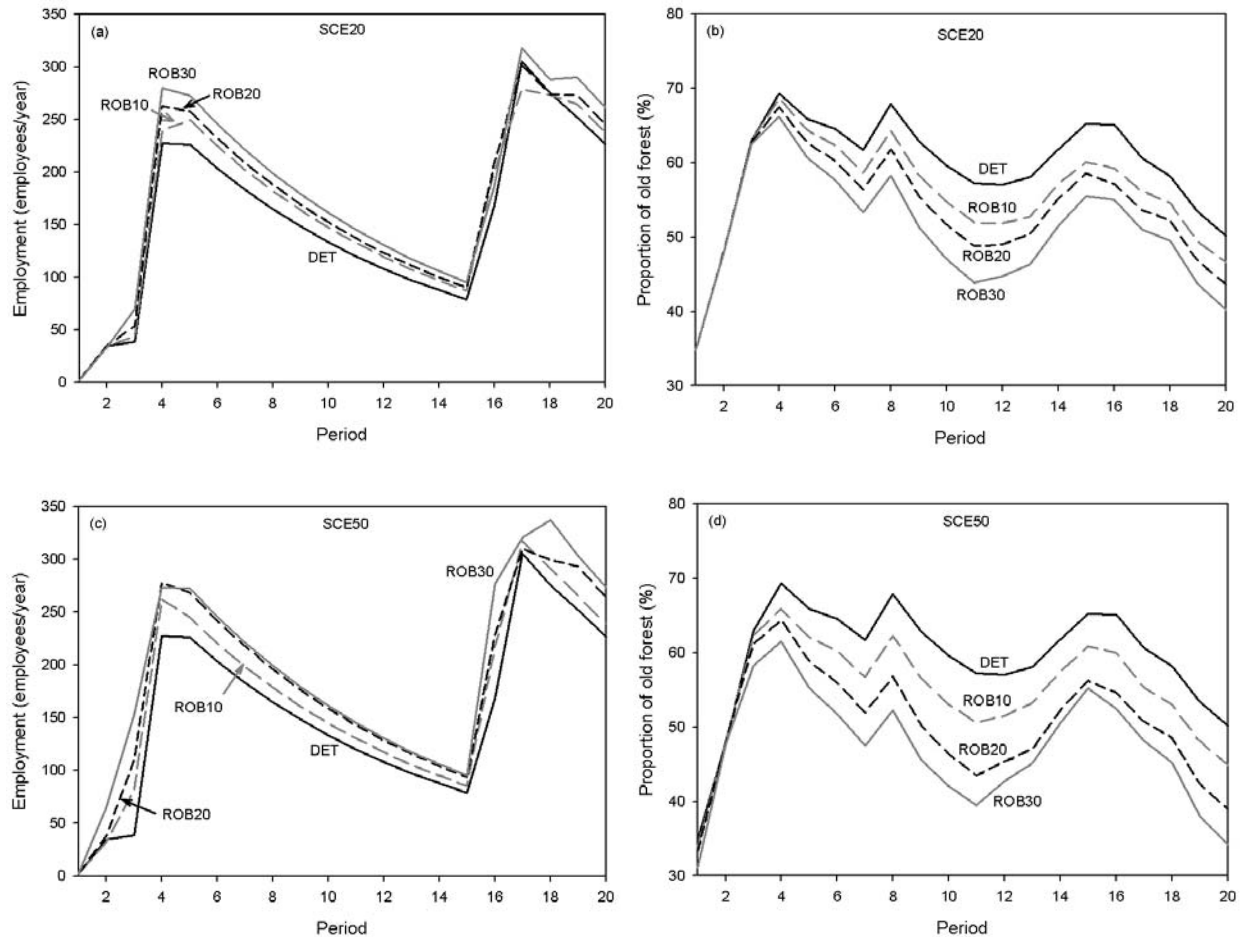 (a)
SCE20
Employment (employees/year)
350
300
250
200
150
100
50
0
ROB30
ROB20
ROB10
DET
2 4 6 8 10 12 14 16 18 20
Period
(b)
SCE20
Proportion of old forest (%)
80
70
60
50
40
30
DET
ROB10
ROB20
ROB30
2 4 6 8 10 12 14 16 18 20
Period
(c)
SCE50
Employment (employees/year)
350
300
250
200
150
100
50
0
ROB30
ROB10
DET
ROB20
2 4 6 8 10 12 14 16 18 20
Period
(d)
SCE50
Proportion of old forest (%)
80
70
60
50
40
30
DET
ROB10
ROB20
ROB30
2 4 6 8 10 12 14 16 18 20
Period